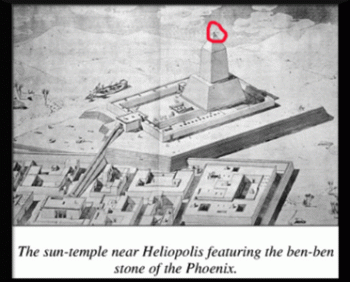 The sun-temple near Heliopolis featuring the ben-ben
stone of the Phoenix.